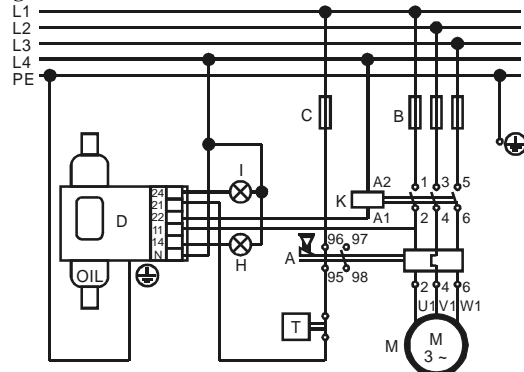 L1
L2
L3
L4
PE
C
B
I
A2
1 3 5
24
21
22
11
14
N
D
K
A1
2 4 6
H
96 97
A
95 98
OIL
2 4 6
U1 V1 W1
T
M
M
3 ~